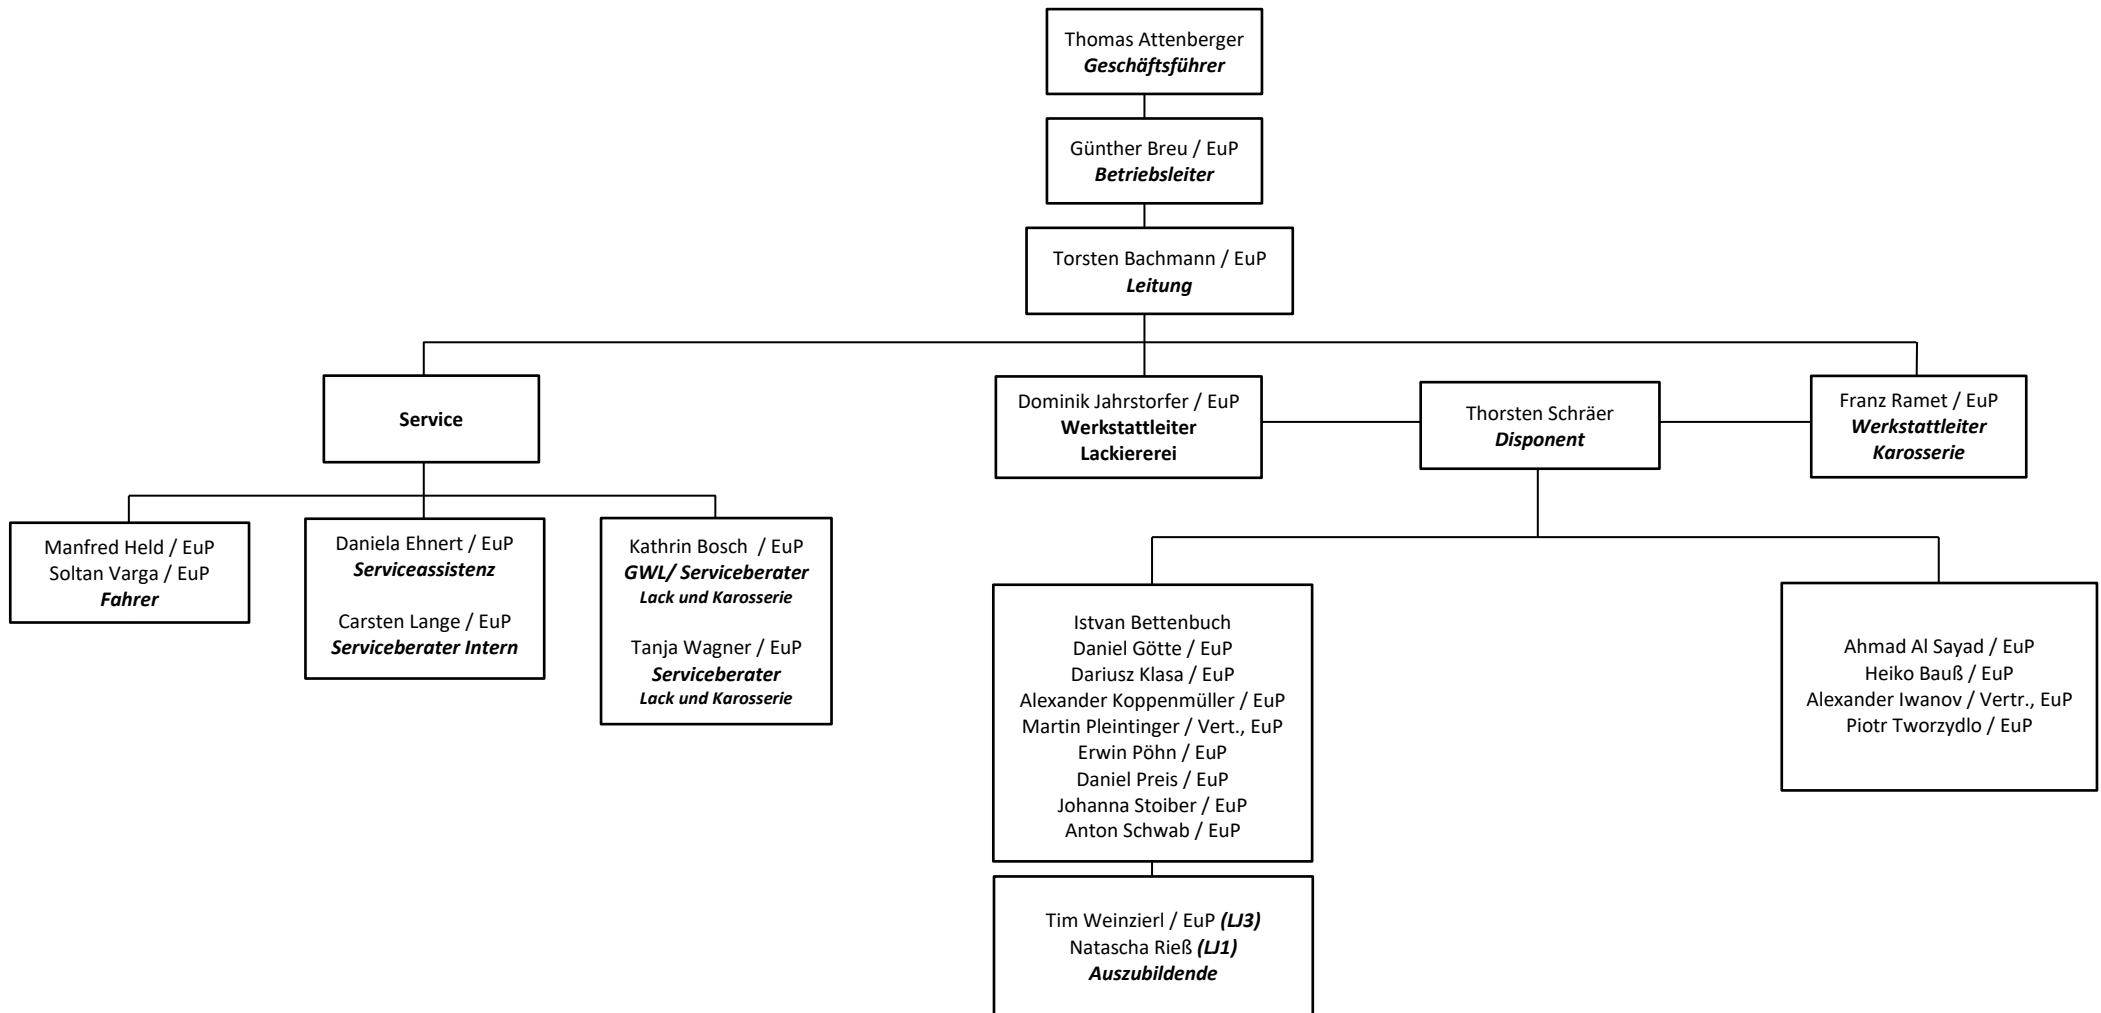 Thomas Attenberger
Geschäftsführer
Günther Breu / EuP
Betriebsleiter
Torsten Bachmann / EuP
Leitung
Service
Dominik Jahrstorfer / EuP
Werkstattleiter
Lackiererei
Thorsten Schräer
Disponent
Franz Ramet / EuP
Werkstattleiter
Karosserie
Manfred Held / EuP
Soltan Varga / EuP
Fahrer
Daniela Ehnert / EuP
Serviceassistenz
Carsten Lange / EuP
Serviceberater Intern
Kathrin Bosch / EuP
GWL/ Serviceberater
Lack und Karosserie
Tanja Wagner / EuP
Serviceberater
Lack und Karosserie
Istvan Bettenbuch
Daniel Götte / EuP
Dariusz Klasa / EuP
Alexander Koppenmüller / EuP
Martin Pleintinger / Vert., EuP
Erwin Pöhn / EuP
Daniel Preis / EuP
Johanna Stoiber / EuP
Anton Schwab / EuP
Ahmad Al Sayad / EuP
Heiko Bauß / EuP
Alexander Iwanov / Vertr., EuP
Piotr Tworzydlo / EuP
Tim Weinzierl / EuP (LJ3)
Natascha Rieß (LJ1)
Auszubildende